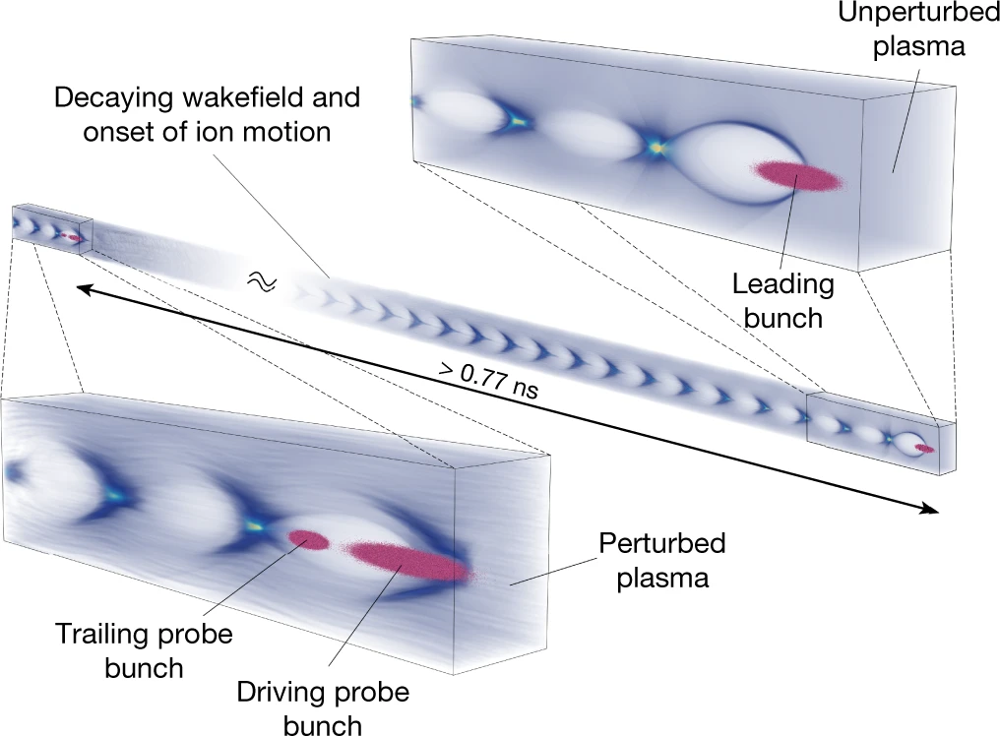 Unperturbed
plasma
Decaying wakefield and
onset of ion motion
Leading
bunch
≈
> 0.77 ns
Perturbed
plasma
Trailing probe
bunch
Driving probe
bunch